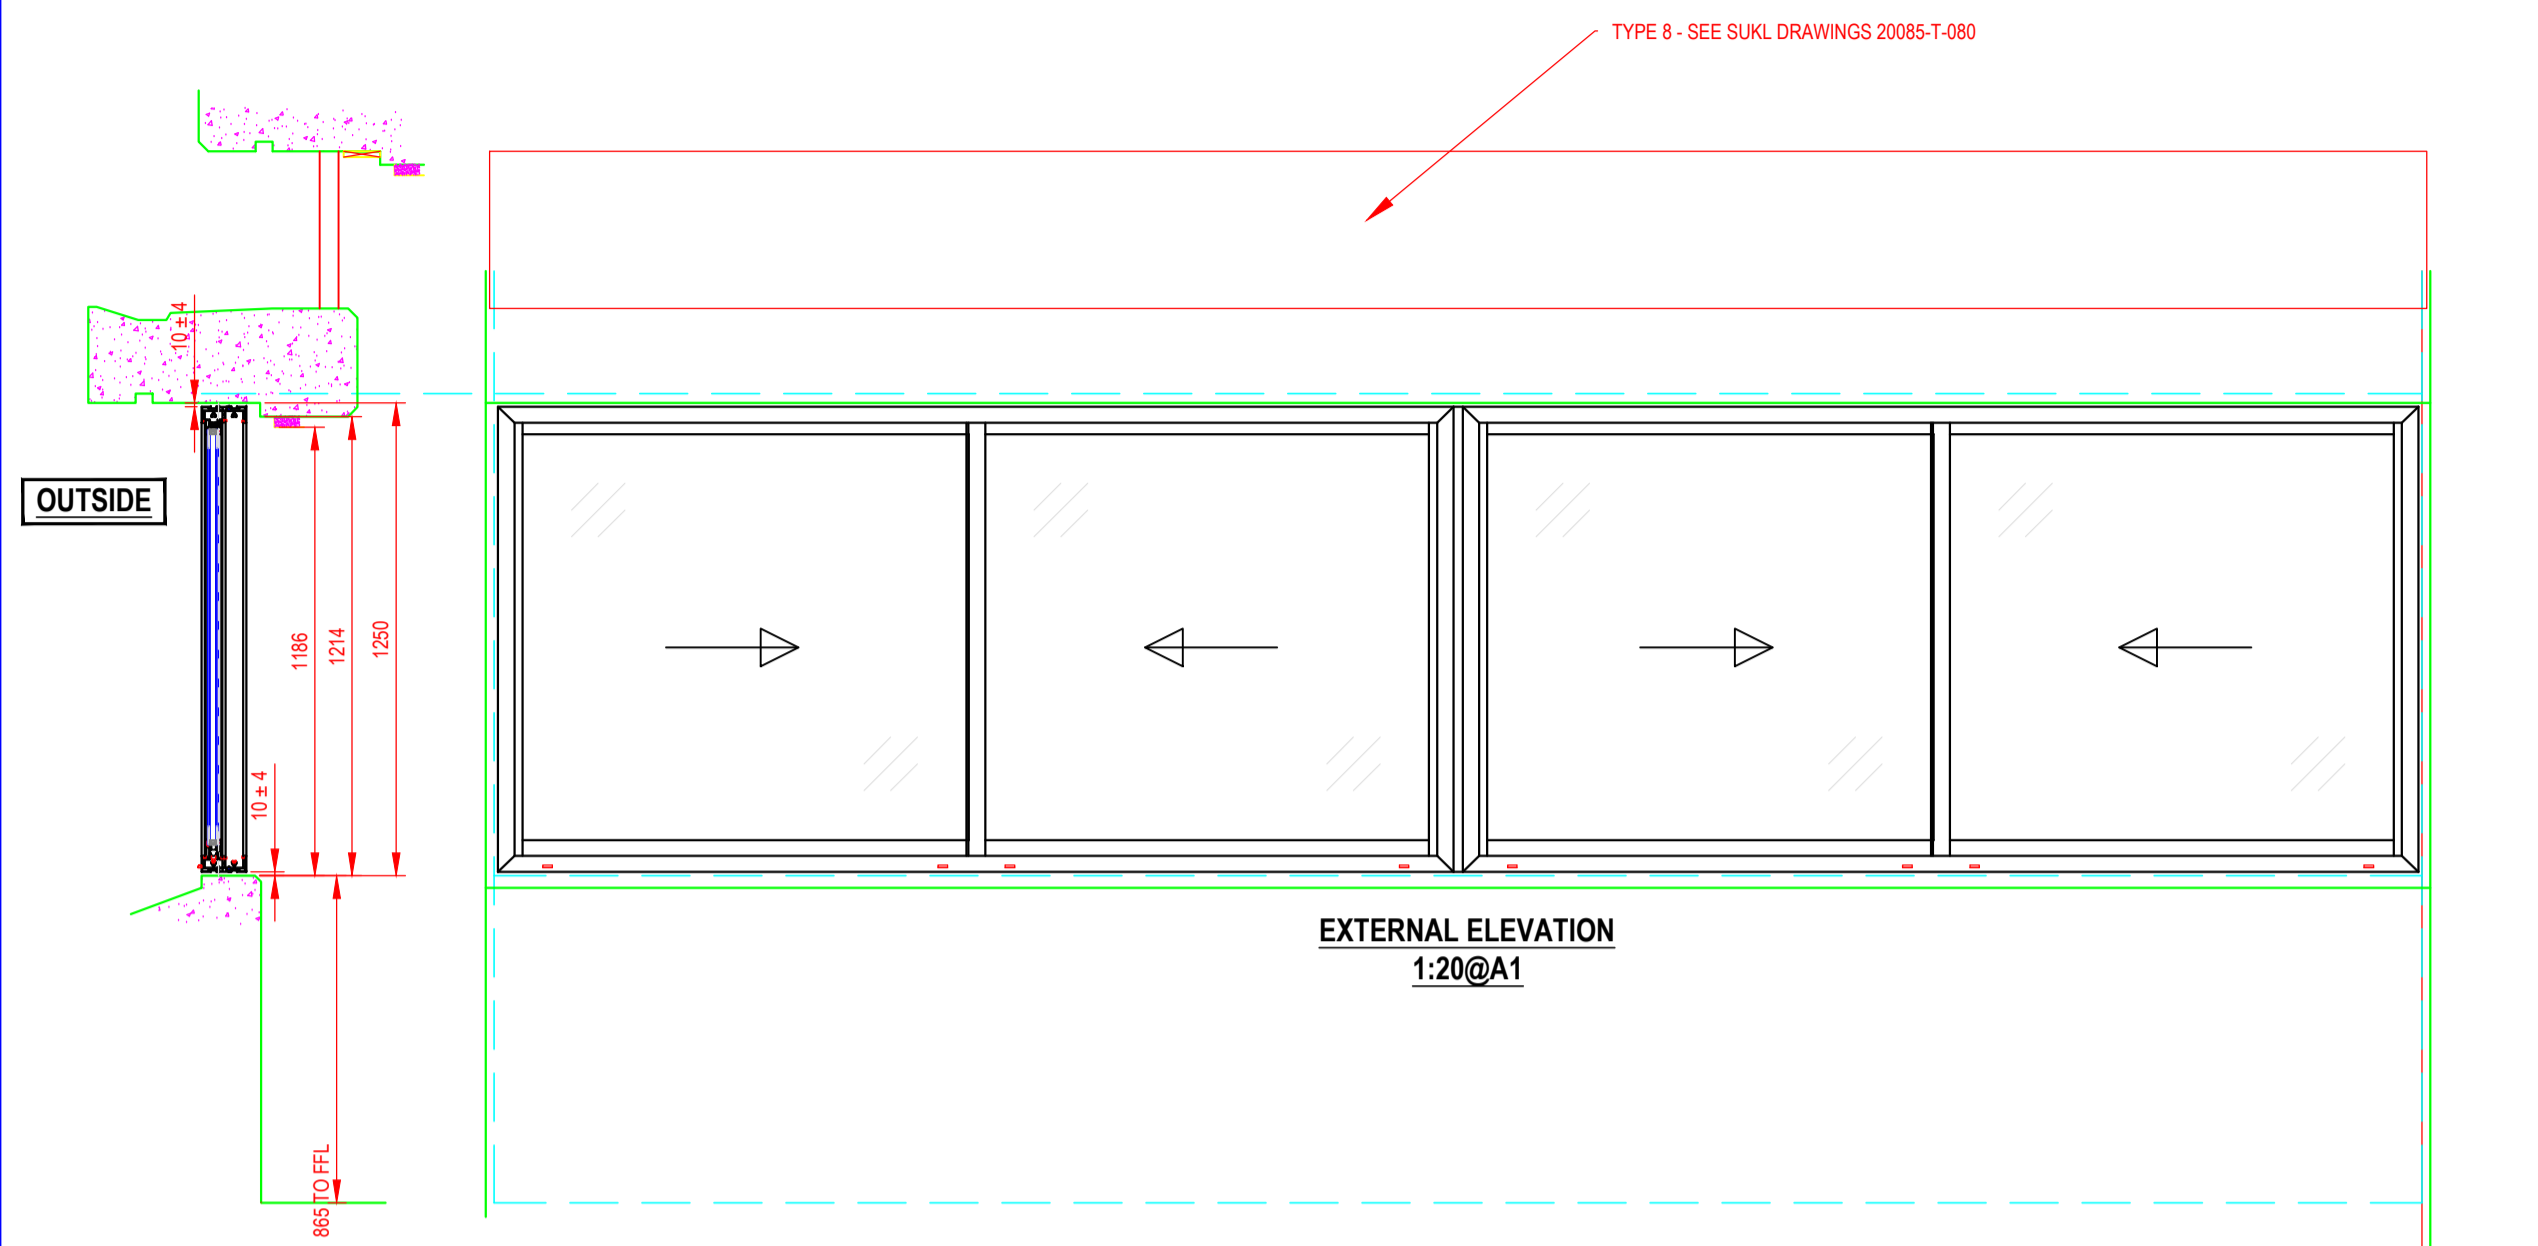 TYPE 8 - SEE SUKL DRAWINGS 20085-T-080
10 ± 4
OUTSIDE
1186
1214
1250
10 ± 4
865 TO FFL
EXTERNAL ELEVATION
1:20@A1